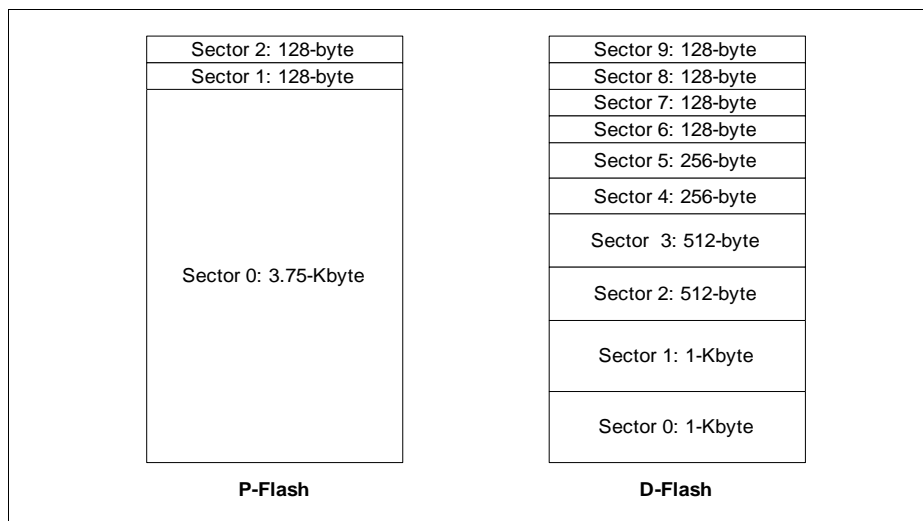 Sector 2: 128-byte
Sector 1: 128-byte
Sector 0: 3.75-Kbyte
P-Flash
Sector 9: 128-byte
Sector 8: 128-byte
Sector 7: 128-byte
Sector 6: 128-byte
Sector 5: 256-byte
Sector 4: 256-byte
Sector 3: 512-byte
Sector 2: 512-byte
Sector 1: 1-Kbyte
Sector 0: 1-Kbyte
D-Flash